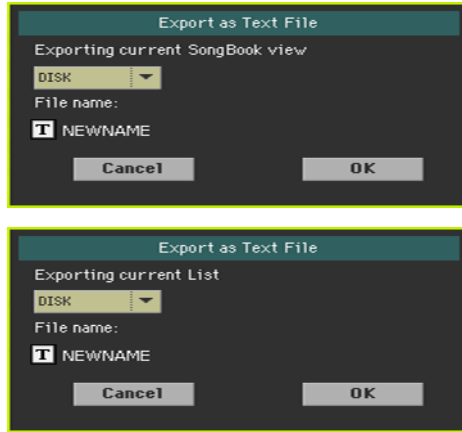 Export as Text File
Exporting current SongBook view
DISK
File name:
T NEWNAME
Cancel OK
Export as Text File
Exporting current List
DISK
File name:
T NEWNAME
Cancel OK